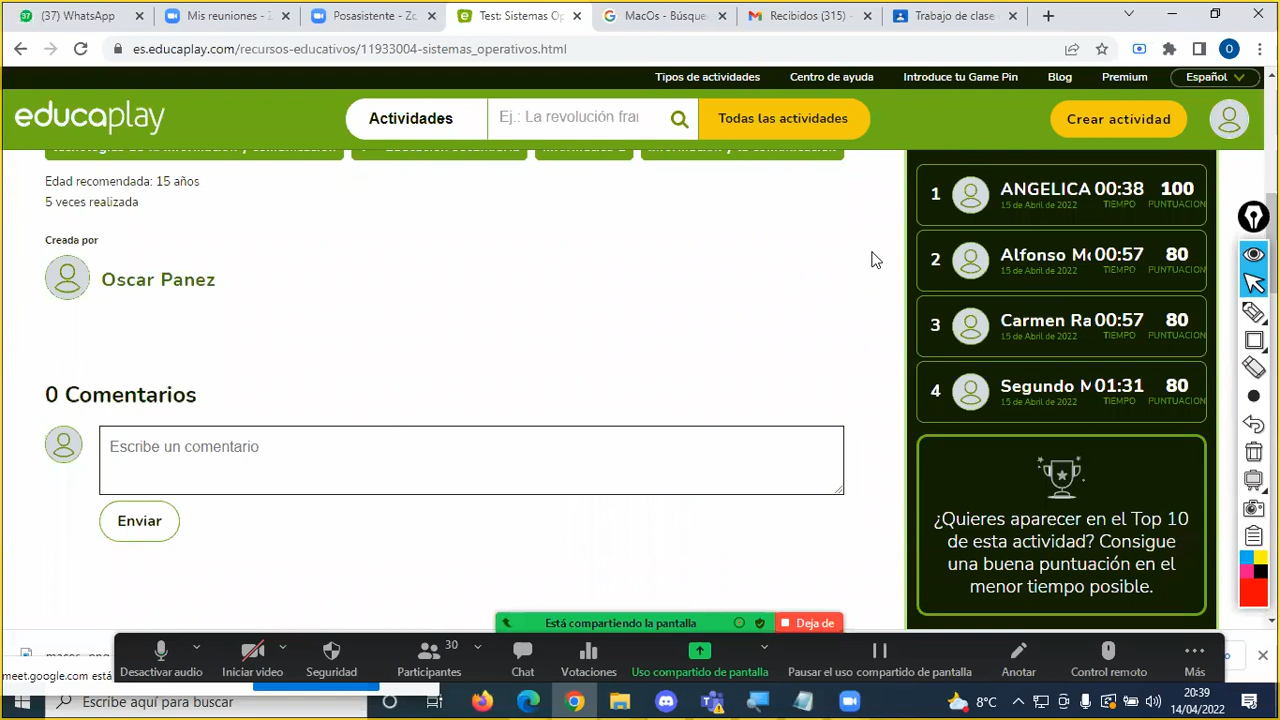 (37) WhatsApp
Mis reuniones - Z
Posasistente - Zo
Test: Sistemas Op
MacOs - Búsque
Recibidos (315) -
Trabajo de clase
es.educaplay.com/recursos-educativos/11933004-sistemas_operativos.html
Tipos de actividades
Centro de ayuda
Introduce tu Game Pin
Blog
Premium
Español
educaplay
Actividades
Ej.: La revolución fran
Todas las actividades
Crear actividad
Edad recomendada: 15 años
5 veces realizada
Creada por
Oscar Panez
0 Comentarios
Escribe un comentario
Enviar
1 ANGELICA 00:38 100
15 de Abril de 2022 TIEMPO PUNTUACION
2 Alfonso Mo 00:57 80
15 de Abril de 2022 TIEMPO PUNTUACION
3 Carmen Ra 00:57 80
15 de Abril de 2022 TIEMPO PUNTUACION
4 Segundo M 01:31 80
15 de Abril de 2022 TIEMPO PUNTUACION
¿Quieres aparecer en el Top 10
de esta actividad? Consigue
una buena puntuación en el
menor tiempo posible.
Está compartiendo la pantalla
Deja de
Desactivar audio
Iniciar video
Seguridad
30
Participantes
Chat
Votaciones
Uso compartido de pantalla
Pausar el uso compartido de pantalla
Anotar
Control remoto
Más
meet.google.com está
Escribe aquí para buscar
8°C
20:39
14/04/2022